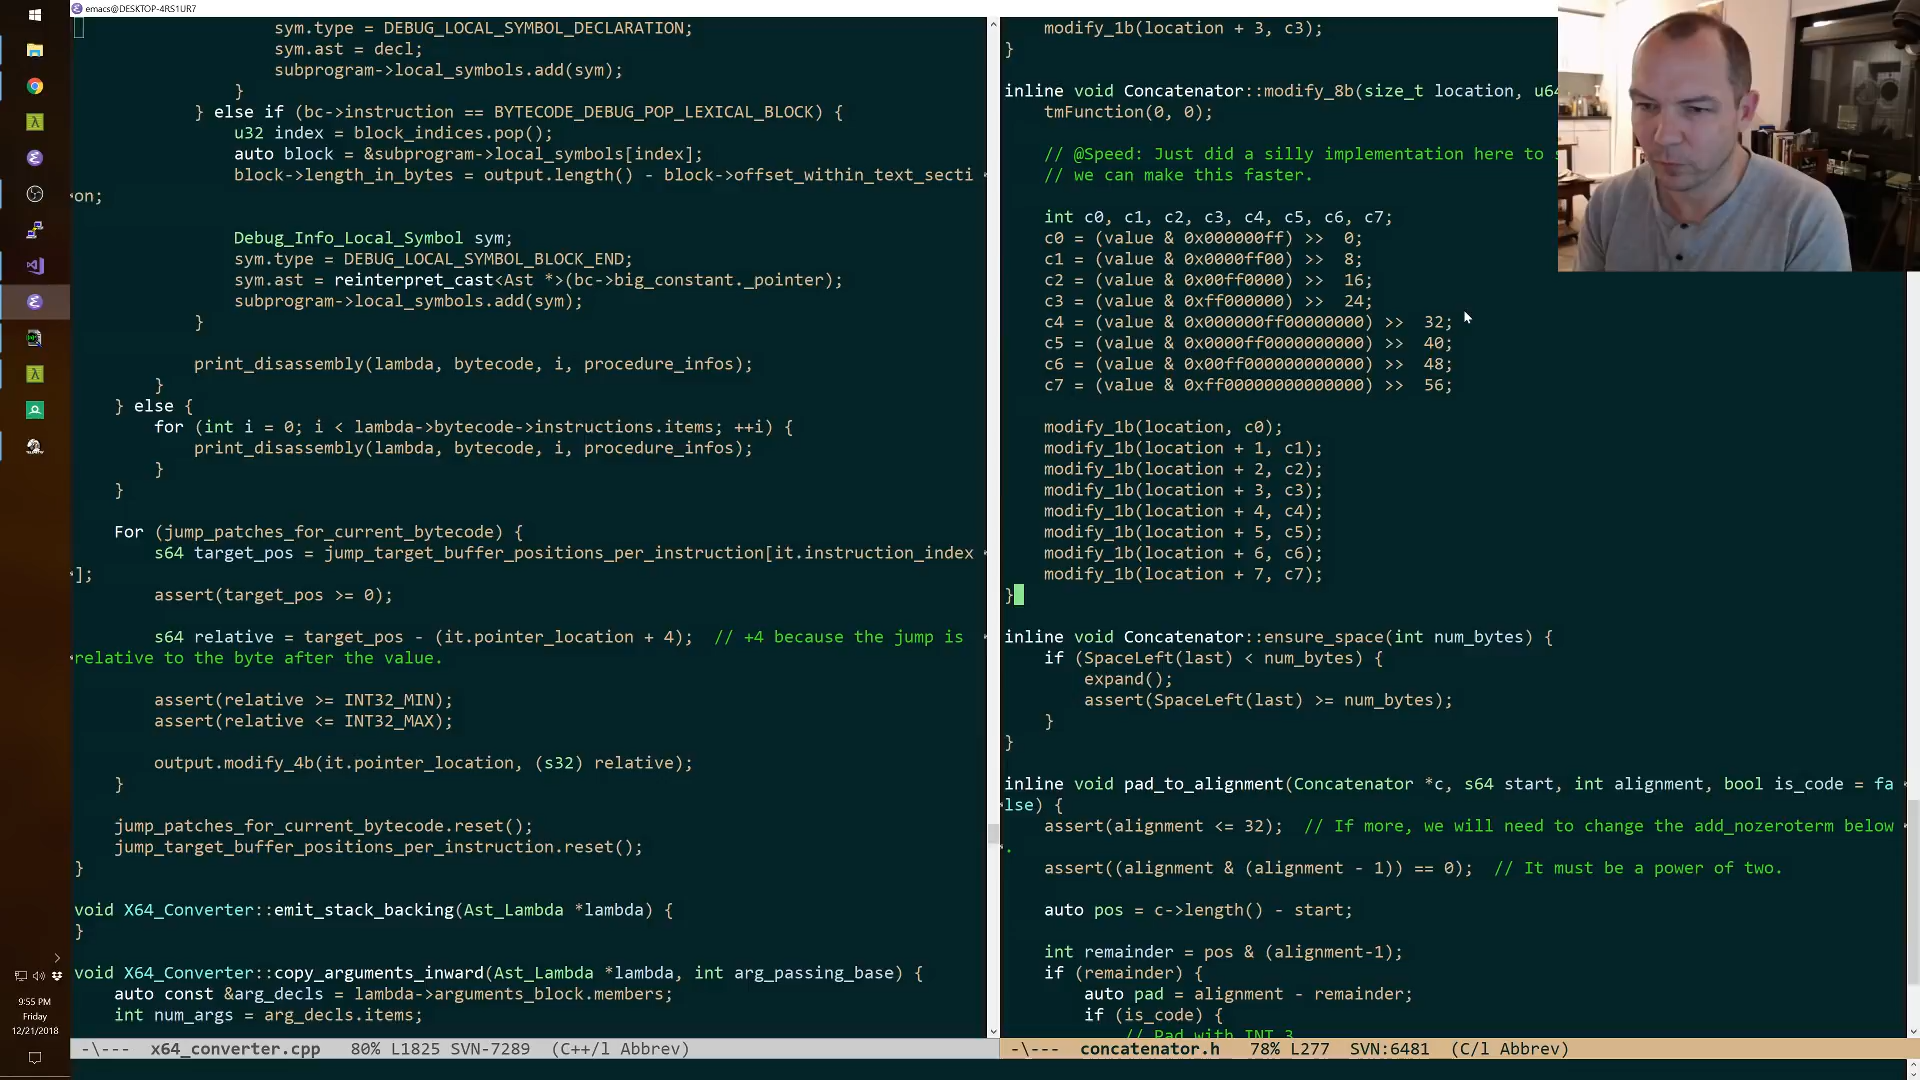 emacs@DESKTOP-4RS1UR7
sym.type = DEBUG_LOCAL_SYMBOL_DECLARATION;
sym.ast = decl;
subprogram->local_symbols.add(sym);
}
} else if (bc->instruction == BYTECODE_DEBUG_POP_LEXICAL_BLOCK) {
u32 index = block_indices.pop();
auto block = &subprogram->local_symbols[index];
block->length_in_bytes = output.length() - block->offset_within_text_secti
on;
Debug_Info_Local_Symbol sym;
sym.type = DEBUG_LOCAL_SYMBOL_BLOCK_END;
sym.ast = reinterpret_cast<Ast *>(bc->big_constant._pointer);
subprogram->local_symbols.add(sym);
}
print_disassembly(lambda, bytecode, i, procedure_infos);
}
} else {
for (int i = 0; i < lambda->bytecode->instructions.items; ++i) {
print_disassembly(lambda, bytecode, i, procedure_infos);
}
}
For (jump_patches_for_current_bytecode) {
s64 target_pos = jump_target_buffer_positions_per_instruction[it.instruction_index
];
assert(target_pos >= 0);
s64 relative = target_pos - (it.pointer_location + 4);  // +4 because the jump is
relative to the byte after the value.
assert(relative >= INT32_MIN);
assert(relative <= INT32_MAX);
output.modify_4b(it.pointer_location, (s32) relative);
}
jump_patches_for_current_bytecode.reset();
jump_target_buffer_positions_per_instruction.reset();
}
void X64_Converter::emit_stack_backing(Ast_Lambda *lambda) {
}
void X64_Converter::copy_arguments_inward(Ast_Lambda *lambda, int arg_passing_base) {
auto const &arg_decls = lambda->arguments_block.members;
int num_args = arg_decls.items;
-\---  x64_converter.cpp   80% L1825  SVN-7289  (C++/l Abbrev)
modify_1b(location + 3, c3);
}
inline void Concatenator::modify_8b(size_t location, u64
tmFunction(0, 0);
// @Speed: Just did a silly implementation here to s
// we can make this faster.
int c0, c1, c2, c3, c4, c5, c6, c7;
c0 = (value & 0x000000ff) >>  0;
c1 = (value & 0x0000ff00) >>  8;
c2 = (value & 0x00ff0000) >>  16;
c3 = (value & 0xff000000) >>  24;
c4 = (value & 0x000000ff00000000) >>  32;
c5 = (value & 0x0000ff0000000000) >>  40;
c6 = (value & 0x00ff000000000000) >>  48;
c7 = (value & 0xff00000000000000) >>  56;
modify_1b(location, c0);
modify_1b(location + 1, c1);
modify_1b(location + 2, c2);
modify_1b(location + 3, c3);
modify_1b(location + 4, c4);
modify_1b(location + 5, c5);
modify_1b(location + 6, c6);
modify_1b(location + 7, c7);
}
inline void Concatenator::ensure_space(int num_bytes) {
if (SpaceLeft(last) < num_bytes) {
expand();
assert(SpaceLeft(last) >= num_bytes);
}
}
inline void pad_to_alignment(Concatenator *c, s64 start, int alignment, bool is_code = fa
lse) {
assert(alignment <= 32);  // If more, we will need to change the add_nozeroterm below
.
assert((alignment & (alignment - 1)) == 0);  // It must be a power of two.
auto pos = c->length() - start;
int remainder = pos & (alignment-1);
if (remainder) {
auto pad = alignment - remainder;
if (is_code) {
// Pad with INT 3
-\---  concatenator.h   78% L277  SVN:6481  (C/l Abbrev)
9:55 PM
Friday
12/21/2018